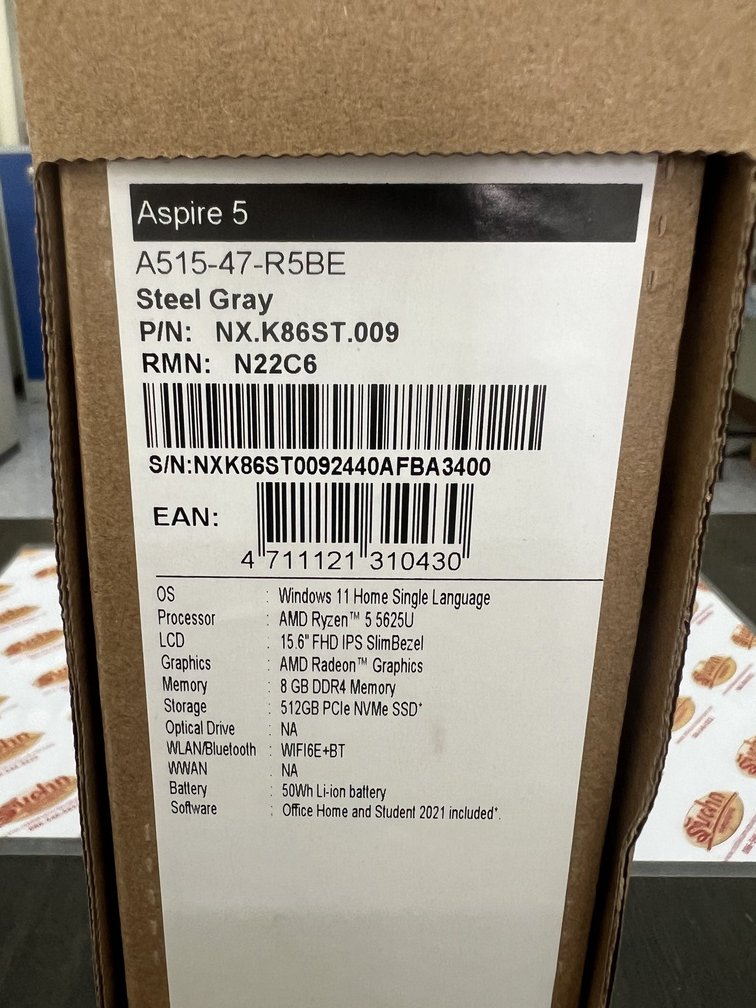 Aspire 5
A515-47-R5BE
Steel Gray
P/N: NX.K86ST.009
RMN: N22C6
S/N:NXK86ST0092440AFBA3400
EAN:
4 711121 310430
OS : Windows 11 Home Single Language
Processor : AMD Ryzen™ 5 5625U
LCD : 15.6" FHD IPS SlimBezel
Graphics : AMD Radeon™ Graphics
Memory : 8 GB DDR4 Memory
Storage : 512GB PCIe NVMe SSD*
Optical Drive : NA
WLAN/Bluetooth : WIFI6E+BT
WWAN : NA
Battery : 50Wh Li-ion battery
Software : Office Home and Student 2021 included*.